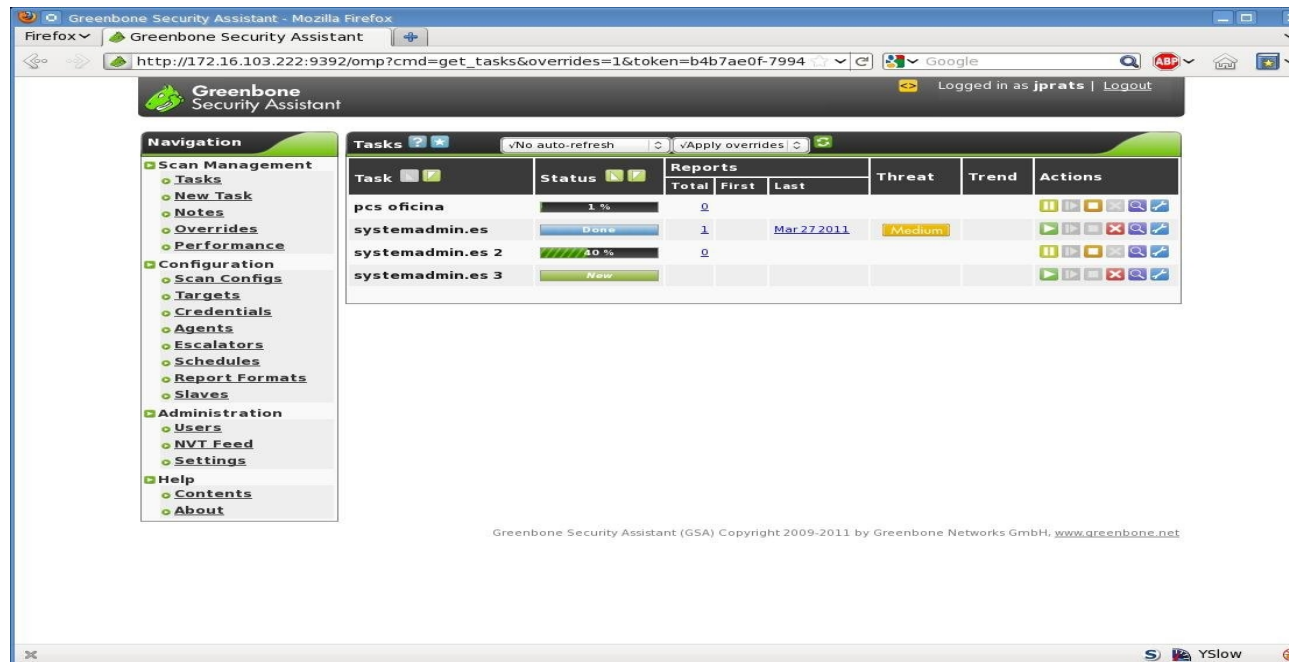 Greenbone Security Assistant - Mozilla Firefox
Firefox
Greenbone Security Assistant
http://172.16.103.222:9392/omp?cmd=get_tasks&overrides=1&token=b4b7ae0f-7994
Google
ABP
Greenbone
Security Assistant
Logged in as jprats | Logout
Navigation
Scan Management
Tasks
New Task
Notes
Overrides
Performance
Configuration
Scan Configs
Targets
Credentials
Agents
Escalators
Schedules
Report Formats
Slaves
Administration
Users
NVT Feed
Settings
Help
Contents
About
Tasks ? √No auto-refresh √Apply overrides
Task Status Reports Threat Trend Actions
Total First Last
pcs oficina 1 % 0
systemadmin.es Done 1 Mar 27 2011 Medium
systemadmin.es 2 40 % 0
systemadmin.es 3 New
Greenbone Security Assistant (GSA) Copyright 2009-2011 by Greenbone Networks GmbH, www.greenbone.net
S YSlow